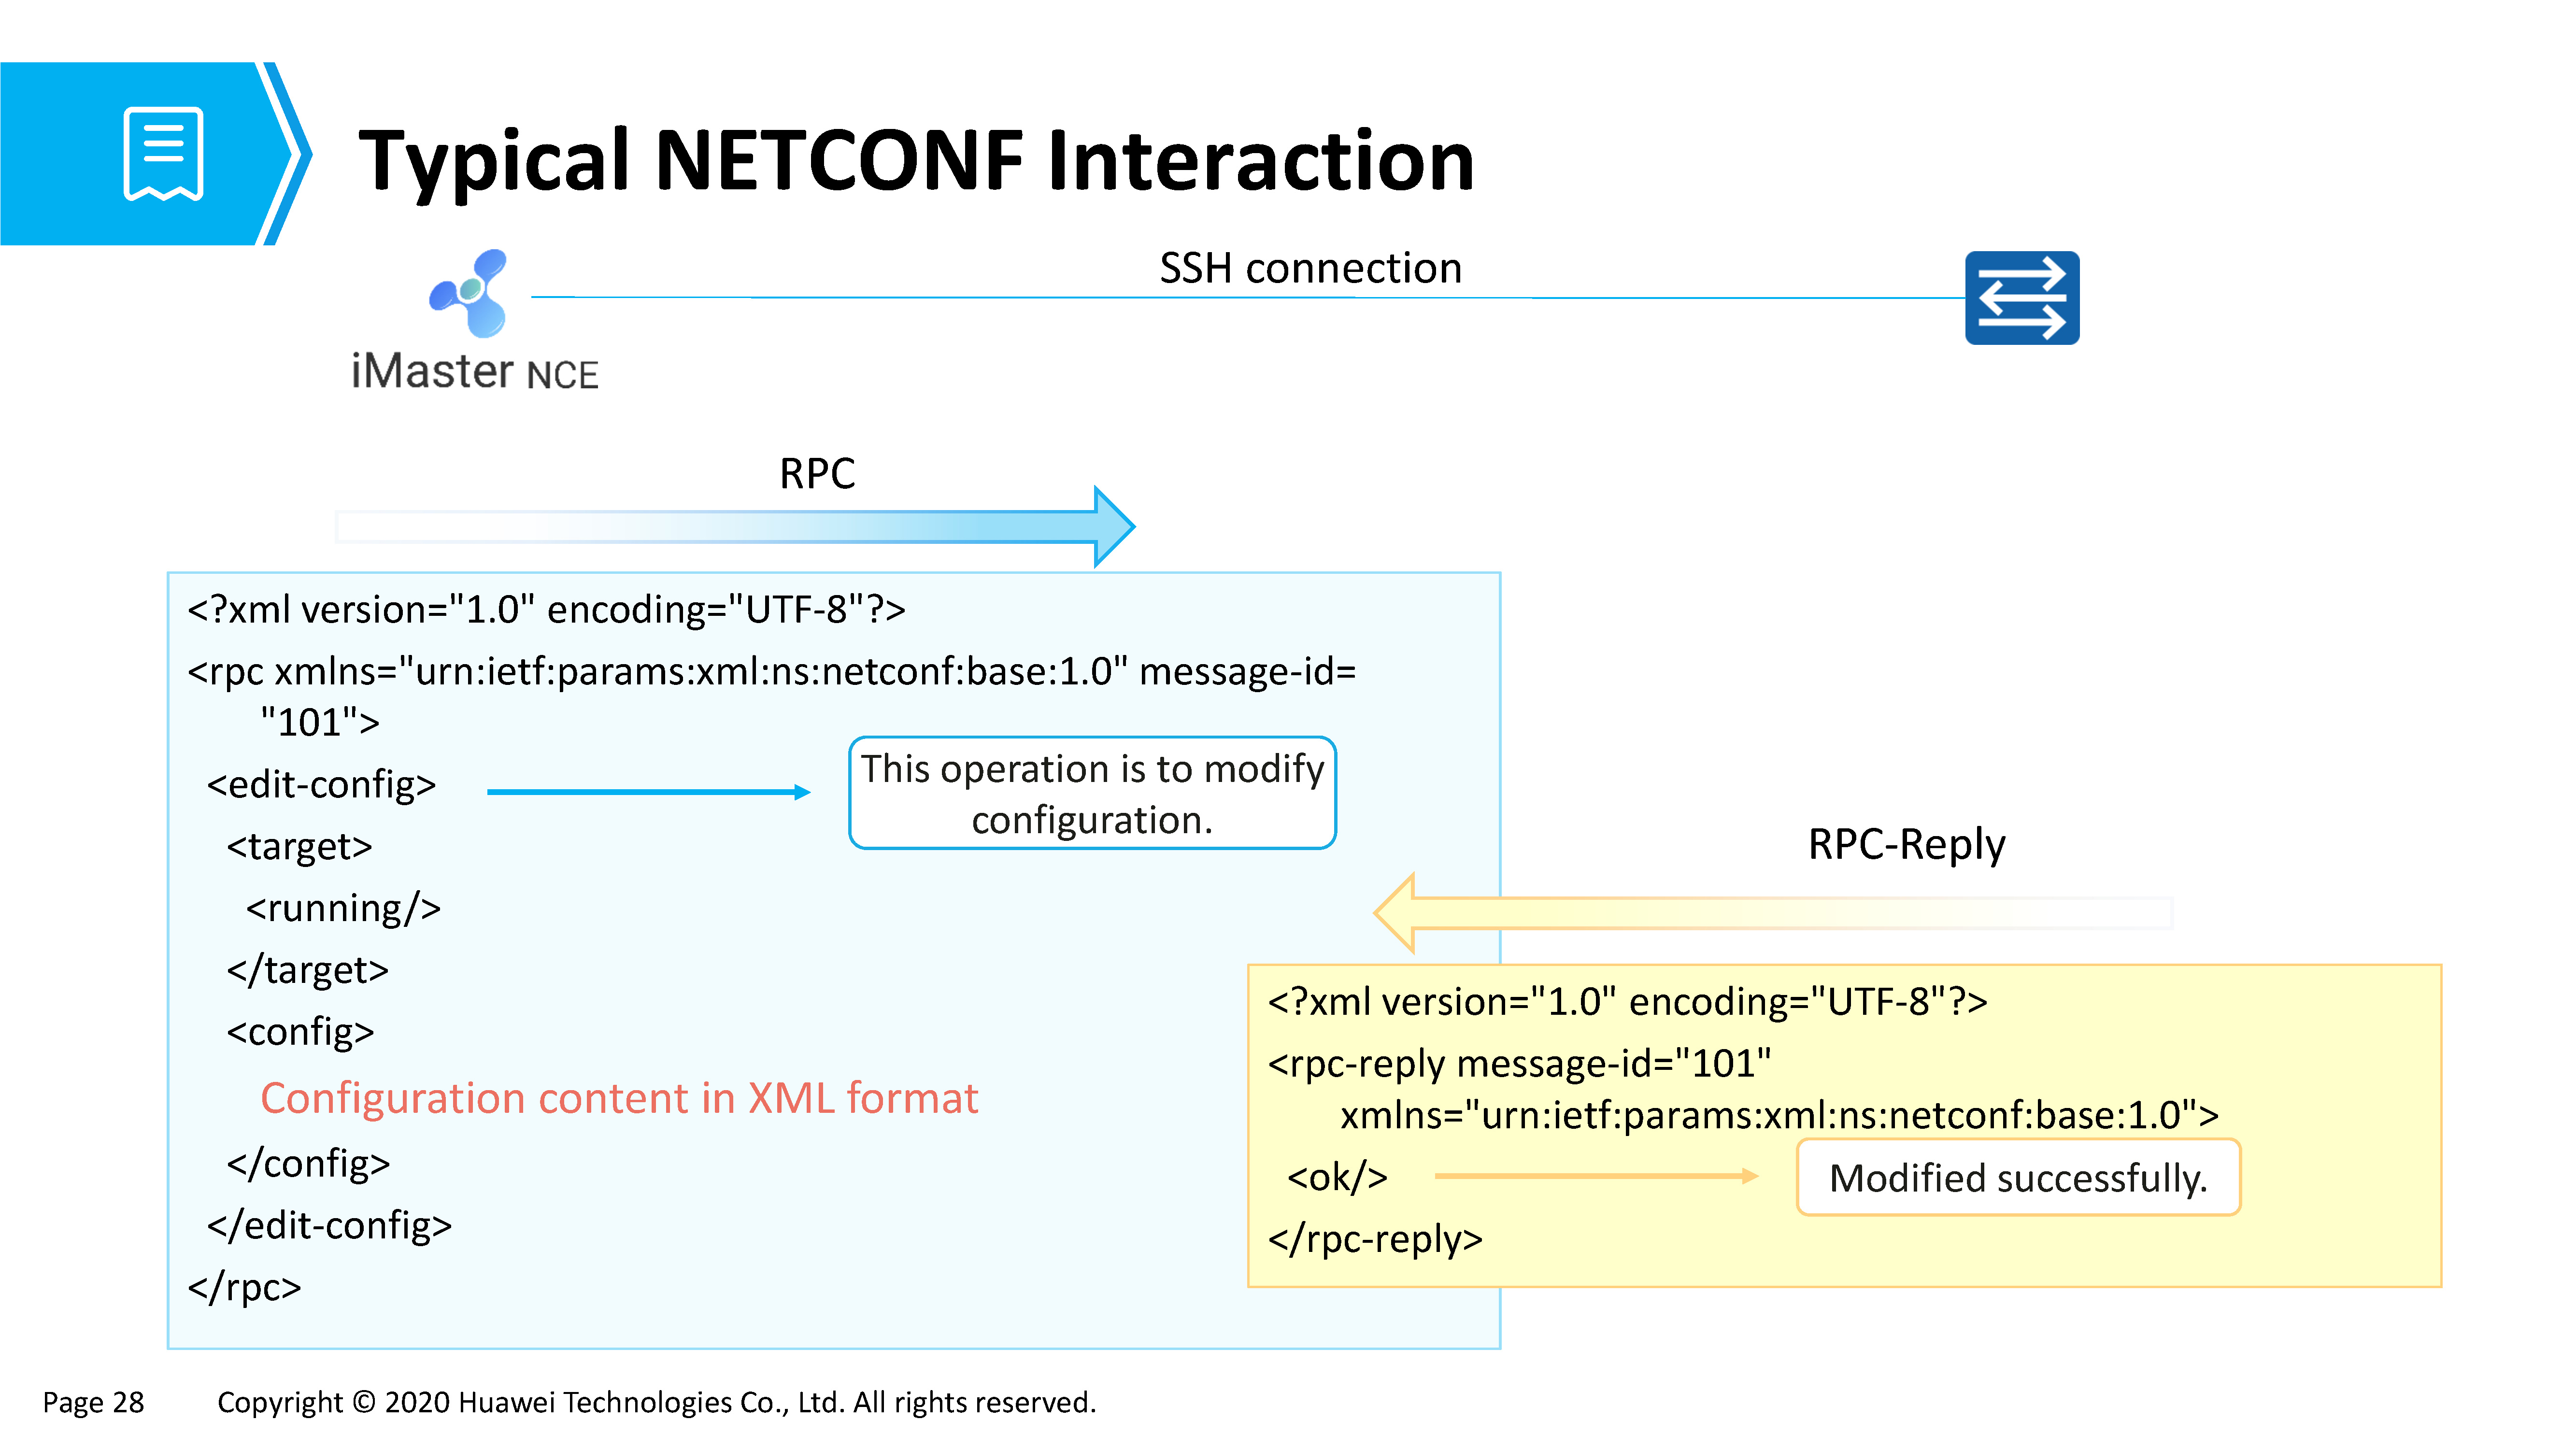 Typical NETCONF Interaction
SSH connection
iMaster NCE
RPC
<?xml version="1.0" encoding="UTF-8"?>
<rpc xmlns="urn:ietf:params:xml:ns:netconf:base:1.0" message-id=
"101">
<edit-config>
This operation is to modify
configuration.
<target>
<running/>
</target>
<config>
Configuration content in XML format
</config>
</edit-config>
</rpc>
RPC-Reply
<?xml version="1.0" encoding="UTF-8"?>
<rpc-reply message-id="101"
xmlns="urn:ietf:params:xml:ns:netconf:base:1.0">
<ok/>
Modified successfully.
</rpc-reply>
Page 28 Copyright © 2020 Huawei Technologies Co., Ltd. All rights reserved.